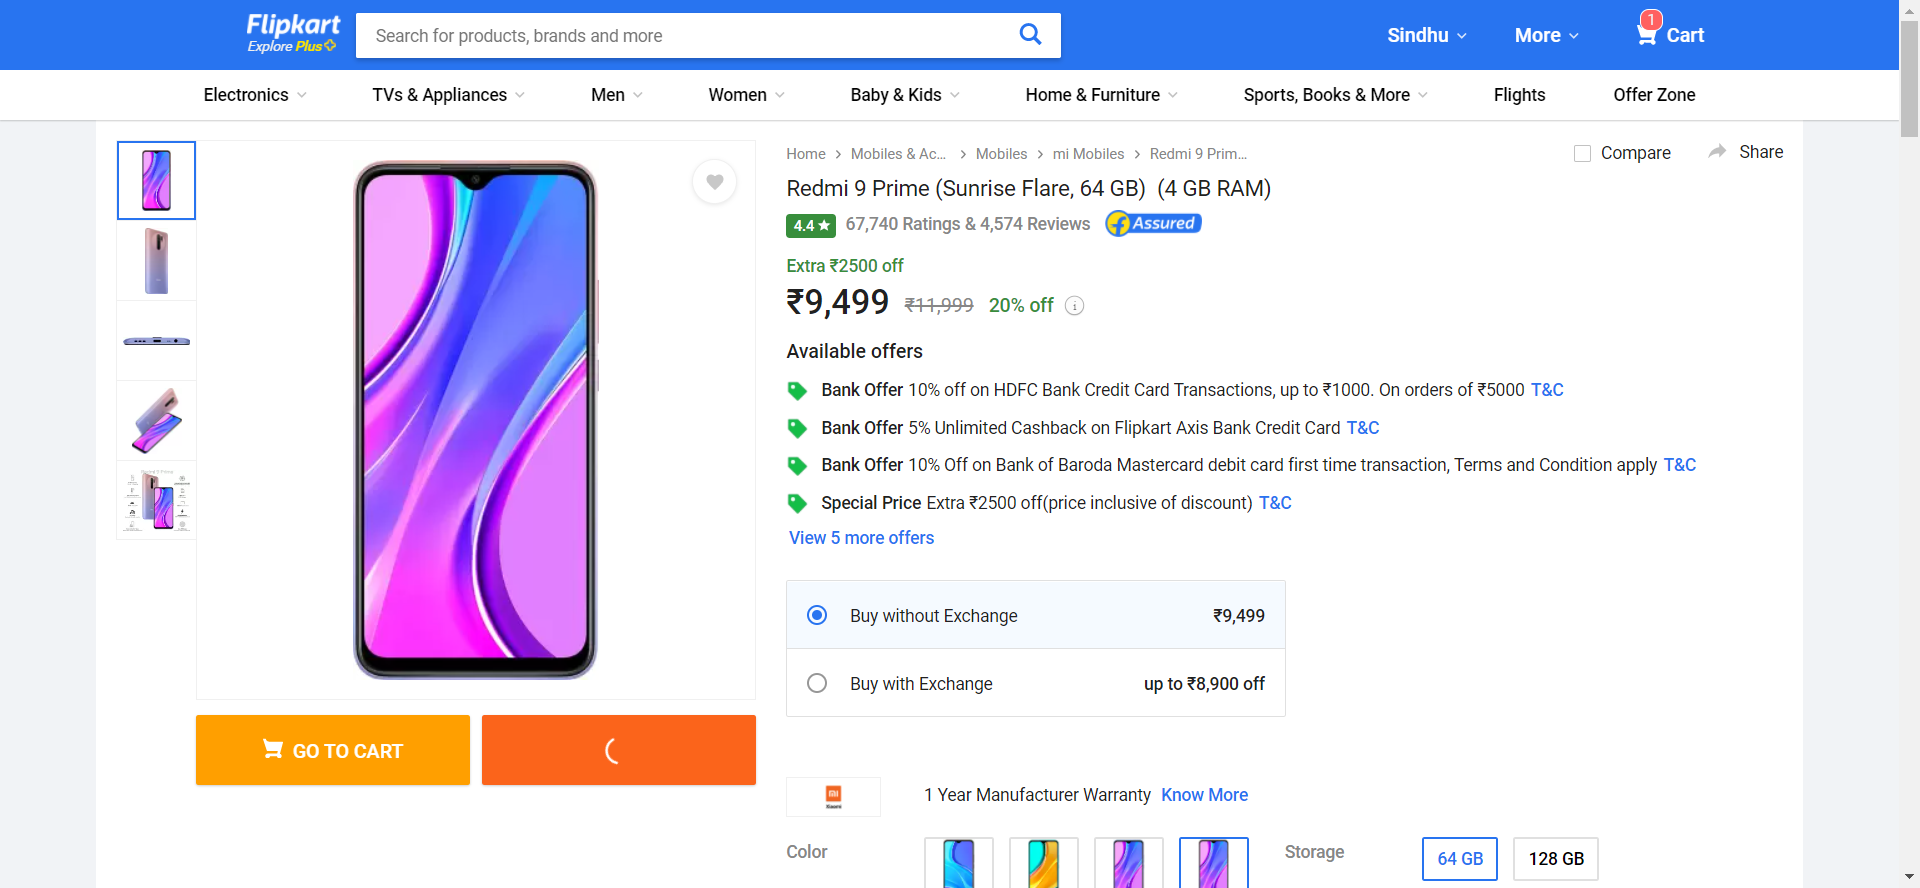 Flipkart
Explore Plus
Search for products, brands and more
Sindhu
More
1
Cart
Electronics
TVs & Appliances
Men
Women
Baby & Kids
Home & Furniture
Sports, Books & More
Flights
Offer Zone
Home
Mobiles & Ac...
Mobiles
mi Mobiles
Redmi 9 Prim...
Compare
Share
Redmi 9 Prime (Sunrise Flare, 64 GB) (4 GB RAM)
4.4 ★ 67,740 Ratings & 4,574 Reviews
Assured
Extra ₹2500 off
₹9,499 ₹11,999 20% off
Available offers
Bank Offer 10% off on HDFC Bank Credit Card Transactions, up to ₹1000. On orders of ₹5000 T&C
Bank Offer 5% Unlimited Cashback on Flipkart Axis Bank Credit Card T&C
Bank Offer 10% Off on Bank of Baroda Mastercard debit card first time transaction, Terms and Condition apply T&C
Special Price Extra ₹2500 off(price inclusive of discount) T&C
View 5 more offers
Buy without Exchange ₹9,499
Buy with Exchange up to ₹8,900 off
GO TO CART
mi
Xiaomi
1 Year Manufacturer Warranty Know More
Color
Storage
64 GB
128 GB